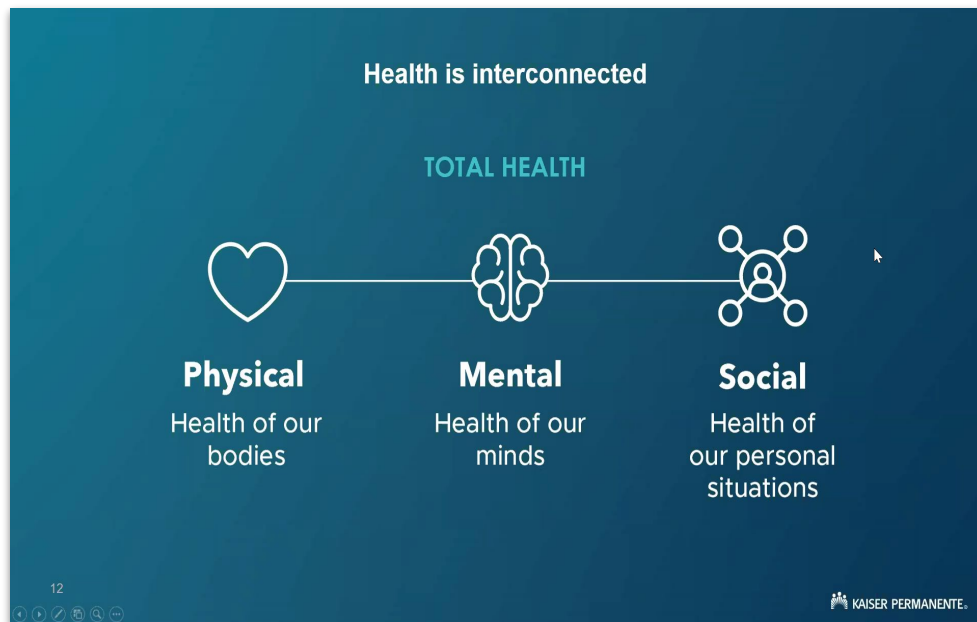 Health is interconnected
TOTAL HEALTH
Physical
Health of our
bodies
Mental
Health of our
minds
Social
Health of
our personal
situations
12
KAISER PERMANENTE®